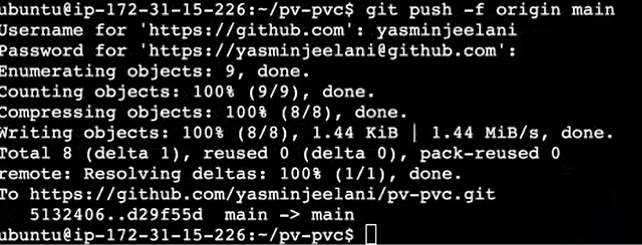 ubuntu@ip-172-31-15-226:~/pv-pvc$ git push -f origin main
Username for 'https://github.com': yasminjeelani
Password for 'https://yasminjeelani@github.com':
Enumerating objects: 9, done.
Counting objects: 100% (9/9), done.
Compressing objects: 100% (8/8), done.
Writing objects: 100% (8/8), 1.44 KiB | 1.44 MiB/s, done.
Total 8 (delta 1), reused 0 (delta 0), pack-reused 0
remote: Resolving deltas: 100% (1/1), done.
To https://github.com/yasminjeelani/pv-pvc.git
   5132406..d29f55d  main -> main
ubuntu@ip-172-31-15-226:~/pv-pvc$